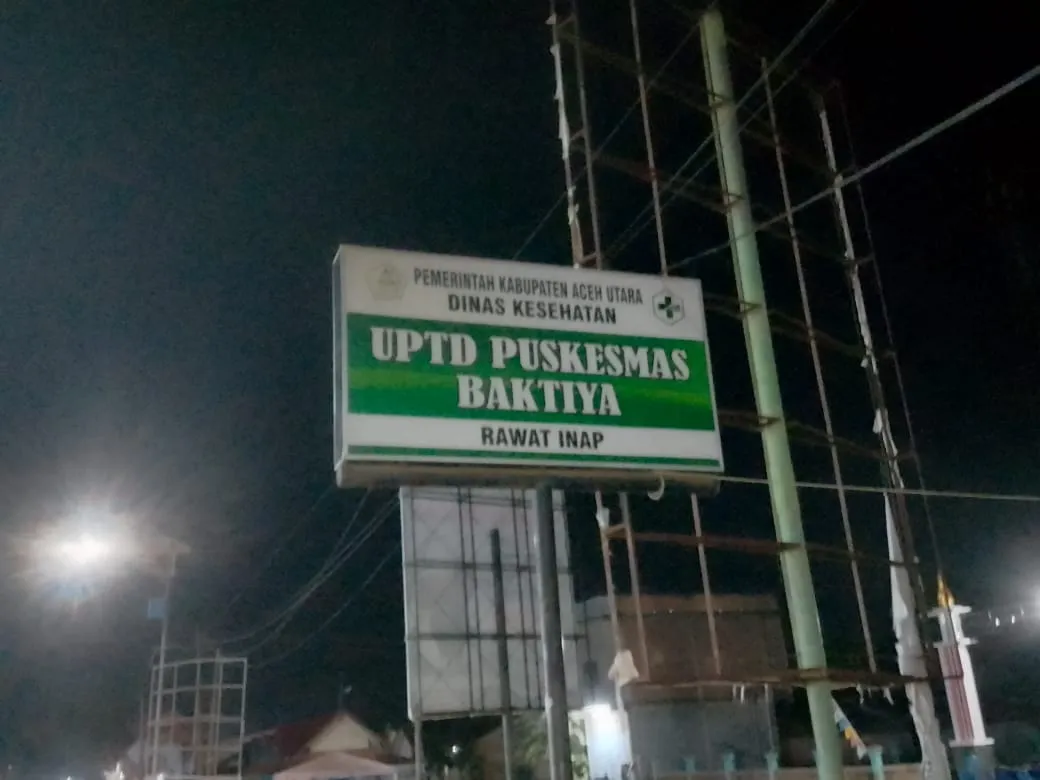 PEMERINTAH KABUPATEN ACEH UTARA
DINAS KESEHATAN
UPTD PUSKESMAS
BAKTIYA
RAWAT INAP